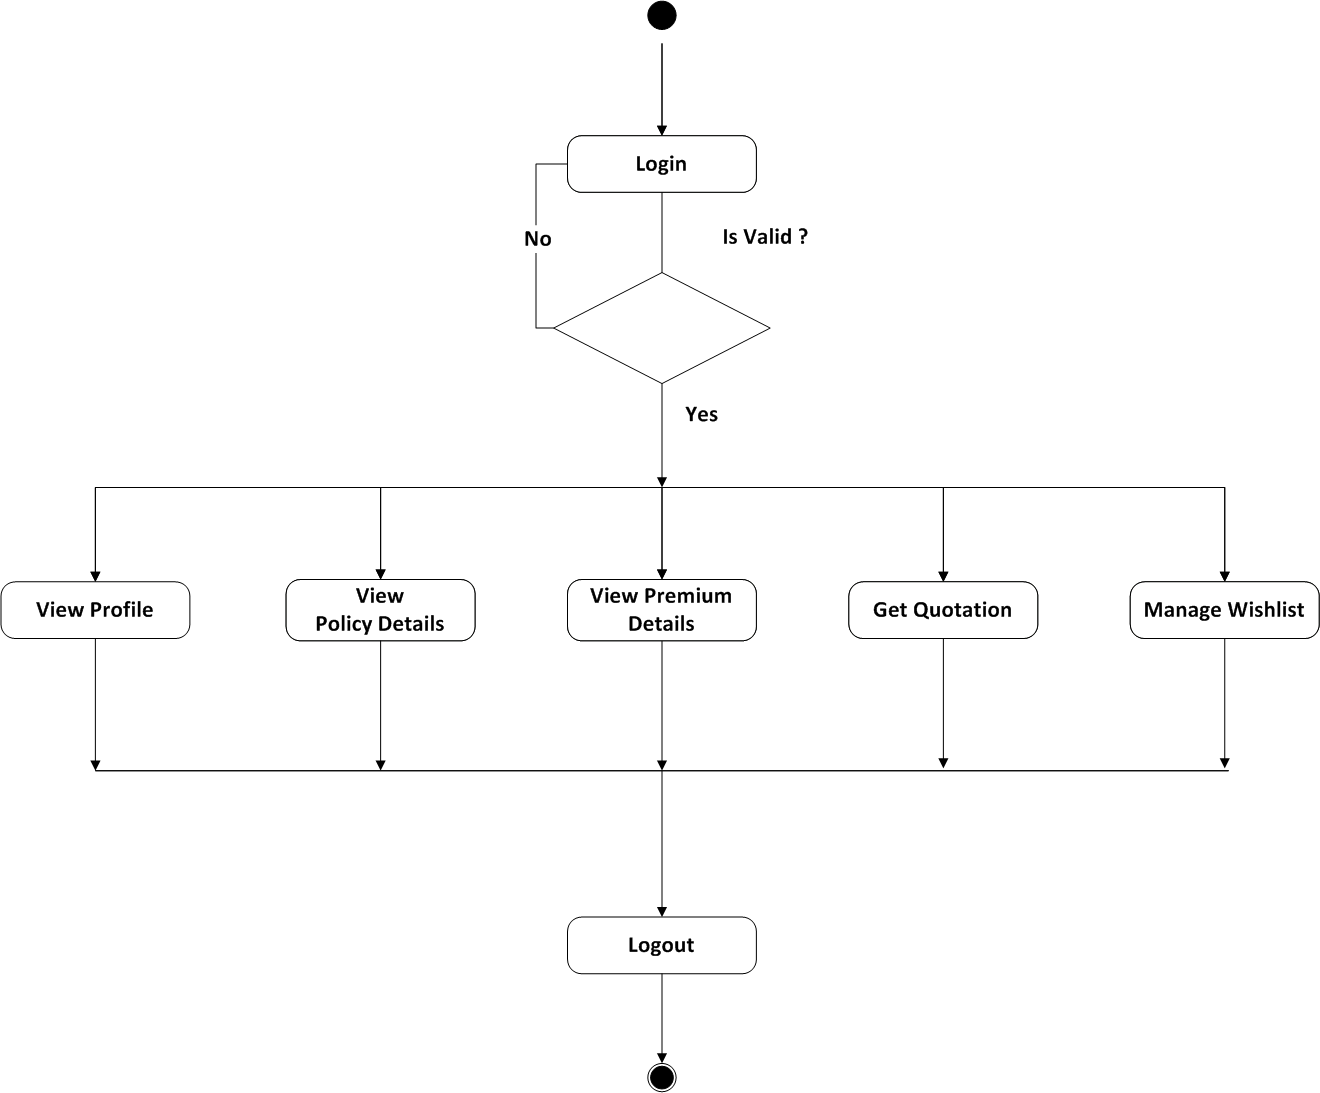 Login
Is Valid ?
No
Yes
View Profile
View
Policy Details
View Premium
Details
Get Quotation
Manage Wishlist
Logout